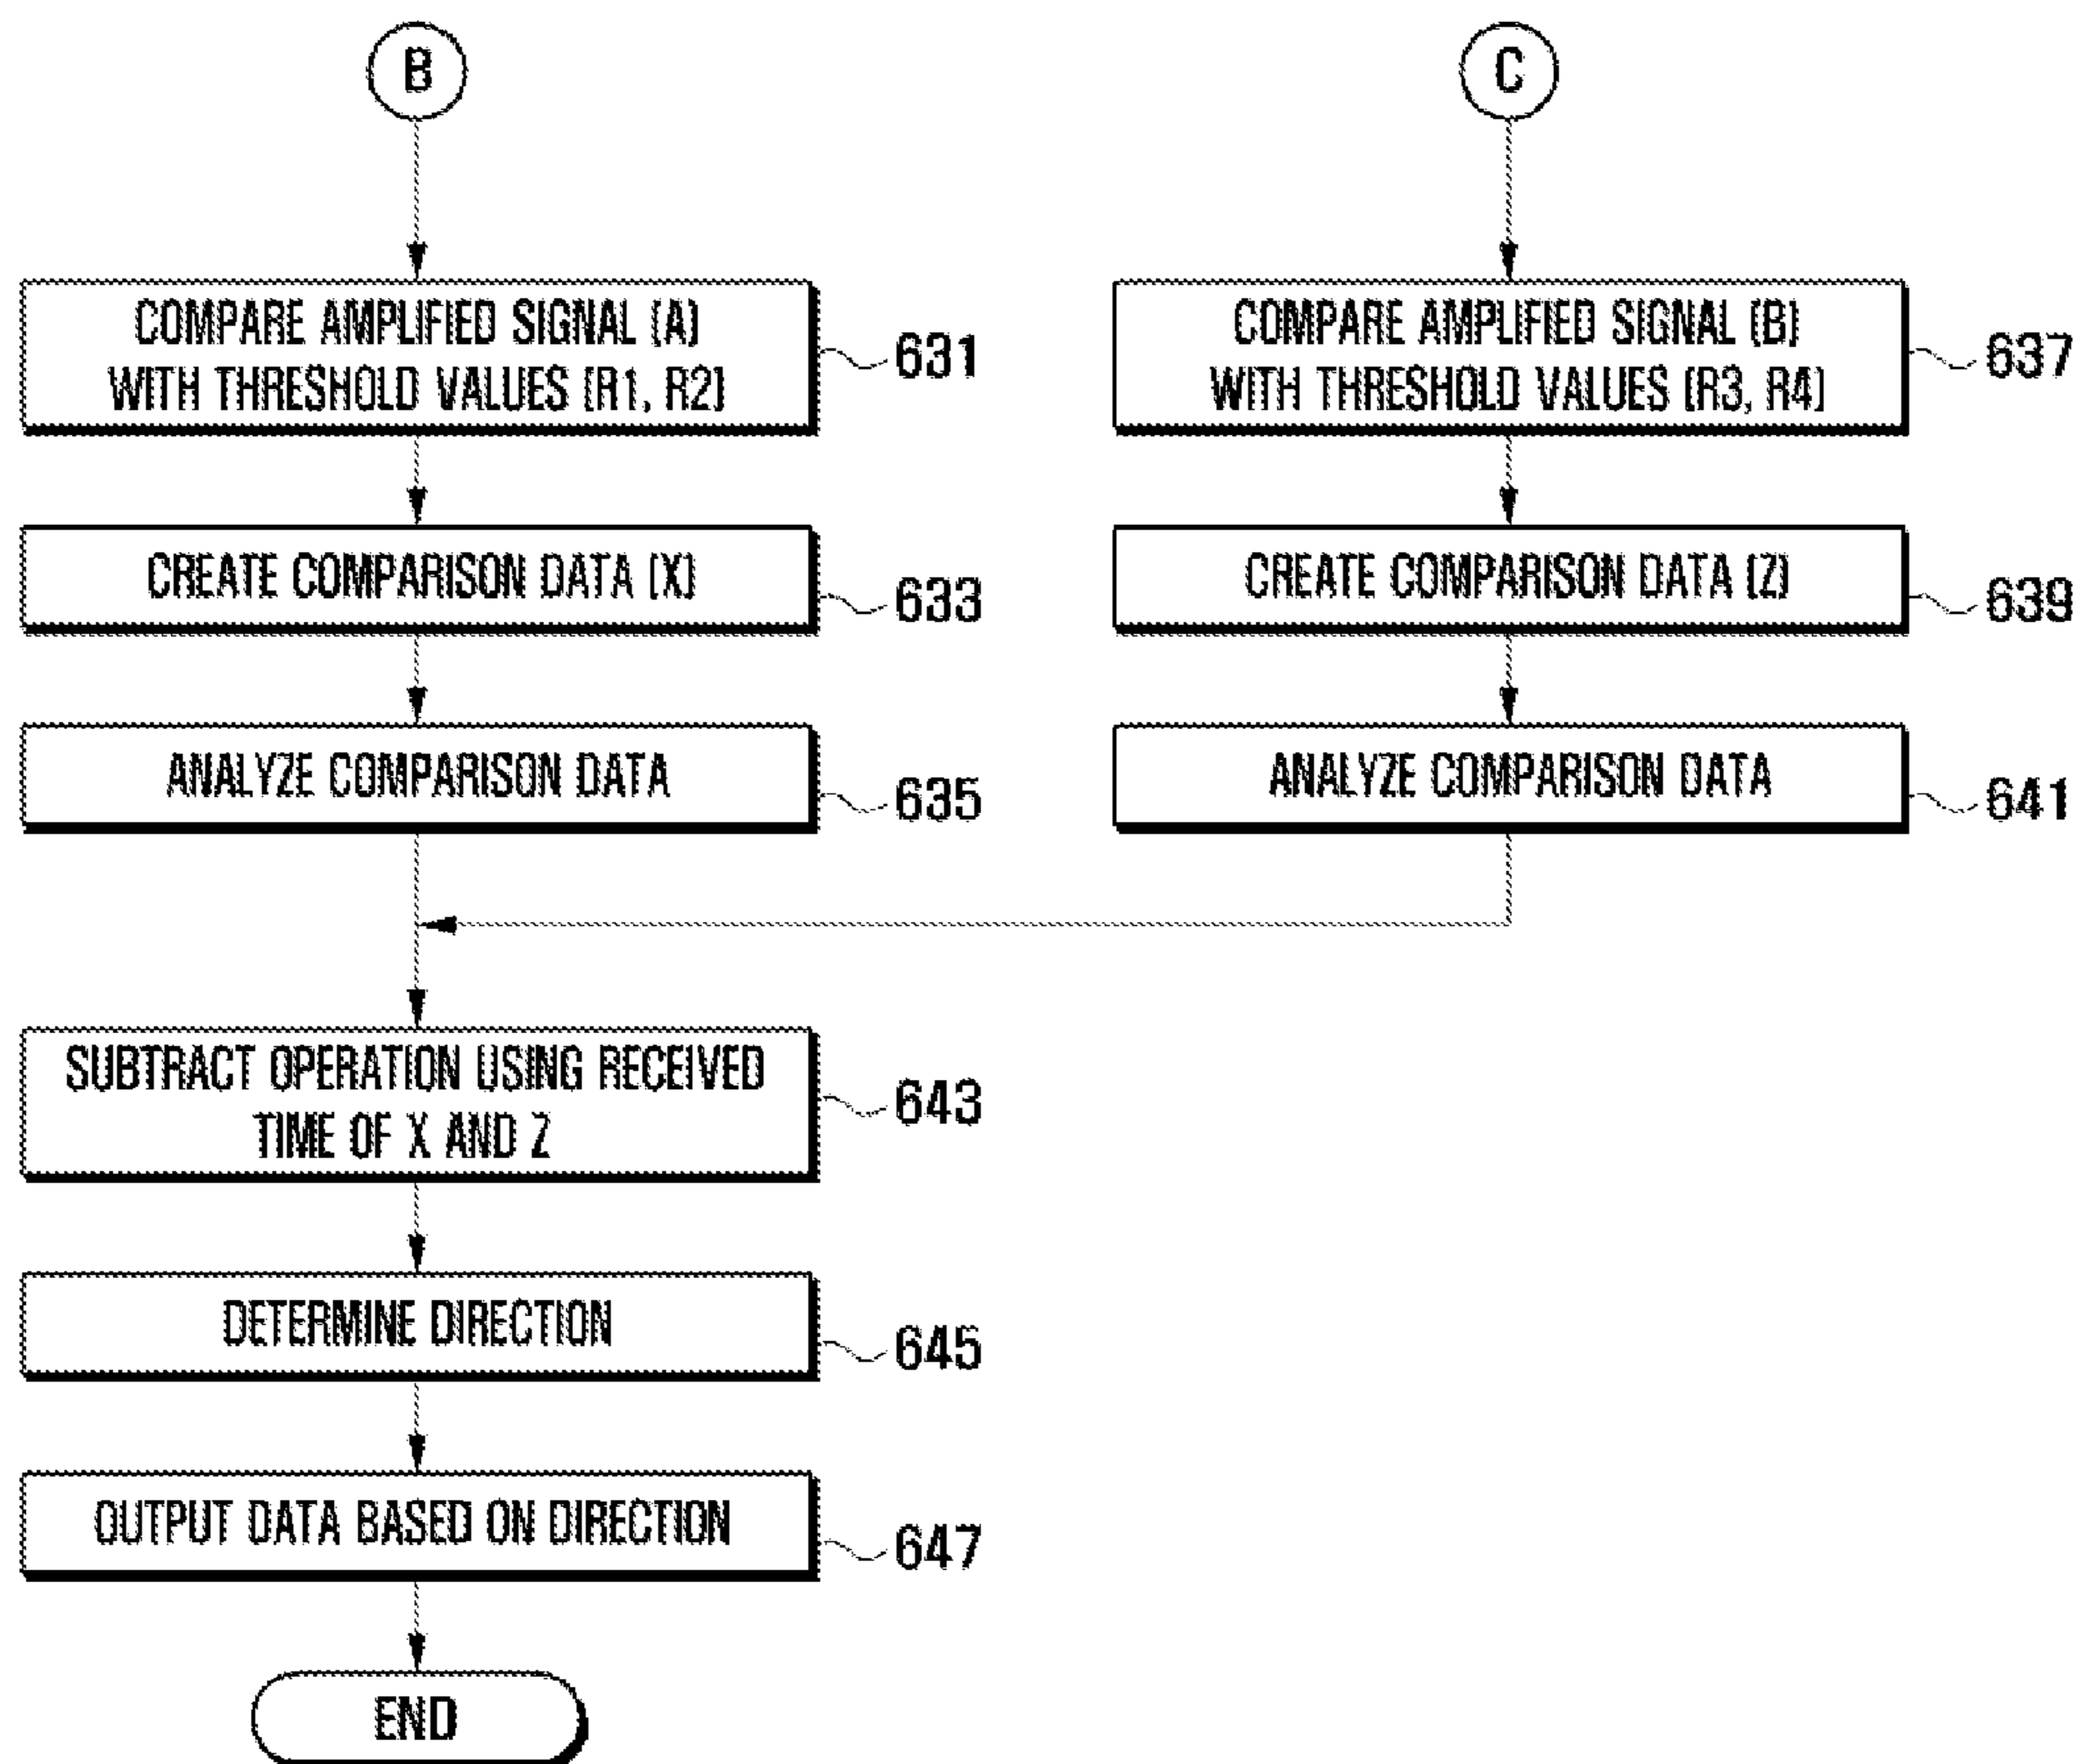 B
COMPARE AMPLIFIED SIGNAL (A)
WITH THRESHOLD VALUES (R1, R2)
631
CREATE COMPARISON DATA (X)
633
ANALYZE COMPARISON DATA
635
C
COMPARE AMPLIFIED SIGNAL (B)
WITH THRESHOLD VALUES (R3, R4)
637
CREATE COMPARISON DATA (Z)
639
ANALYZE COMPARISON DATA
641
SUBTRACT OPERATION USING RECEIVED
TIME OF X AND Z
643
DETERMINE DIRECTION
645
OUTPUT DATA BASED ON DIRECTION
647
END